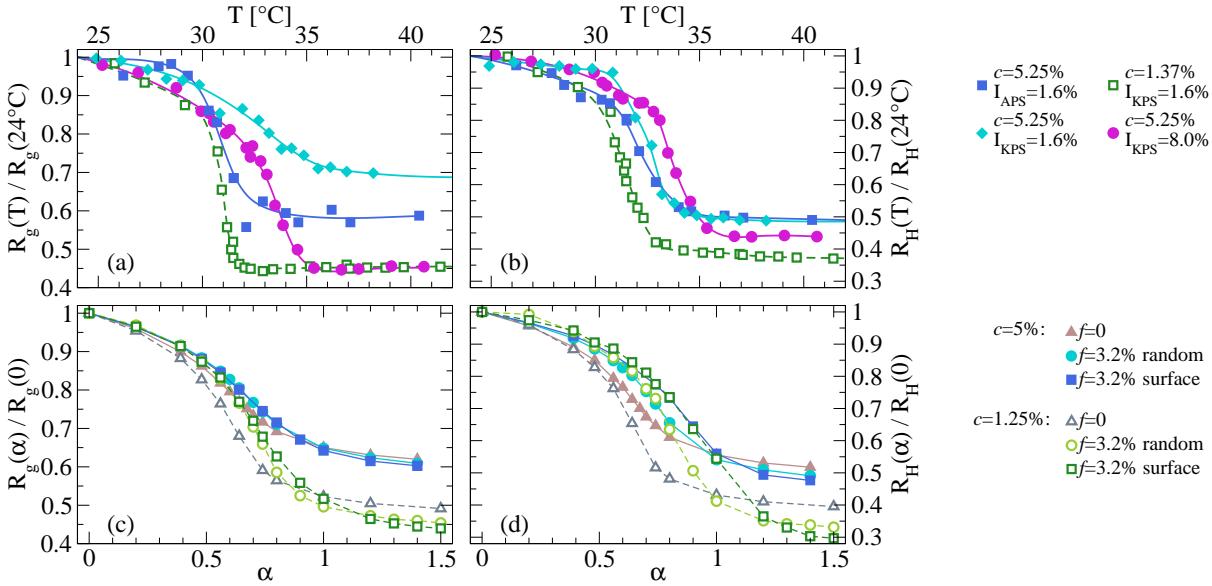 T [°C] T [°C]
25 30 35 40 25 30 35 40
1 0.9 0.8 0.7 0.6 0.5 0.4
R_g(T) / R_g(24°C)
(a)
1 0.9 0.8 0.7 0.6 0.5 0.4 0.3
R_H(T) / R_H(24°C)
(b)
c=5.25% c=1.37%
I_APS=1.6% I_KPS=1.6%
c=5.25% c=5.25%
I_KPS=1.6% I_KPS=8.0%
1 0.9 0.8 0.7 0.6 0.5 0.4
R_g(α) / R_g(0)
(c)
1 0.9 0.8 0.7 0.6 0.5 0.4 0.3
R_H(α) / R_H(0)
(d)
0 0.5 1 1.5 0 0.5 1 1.5
α α
c=5%: f=0
f=3.2% random
f=3.2% surface
c=1.25%: f=0
f=3.2% random
f=3.2% surface